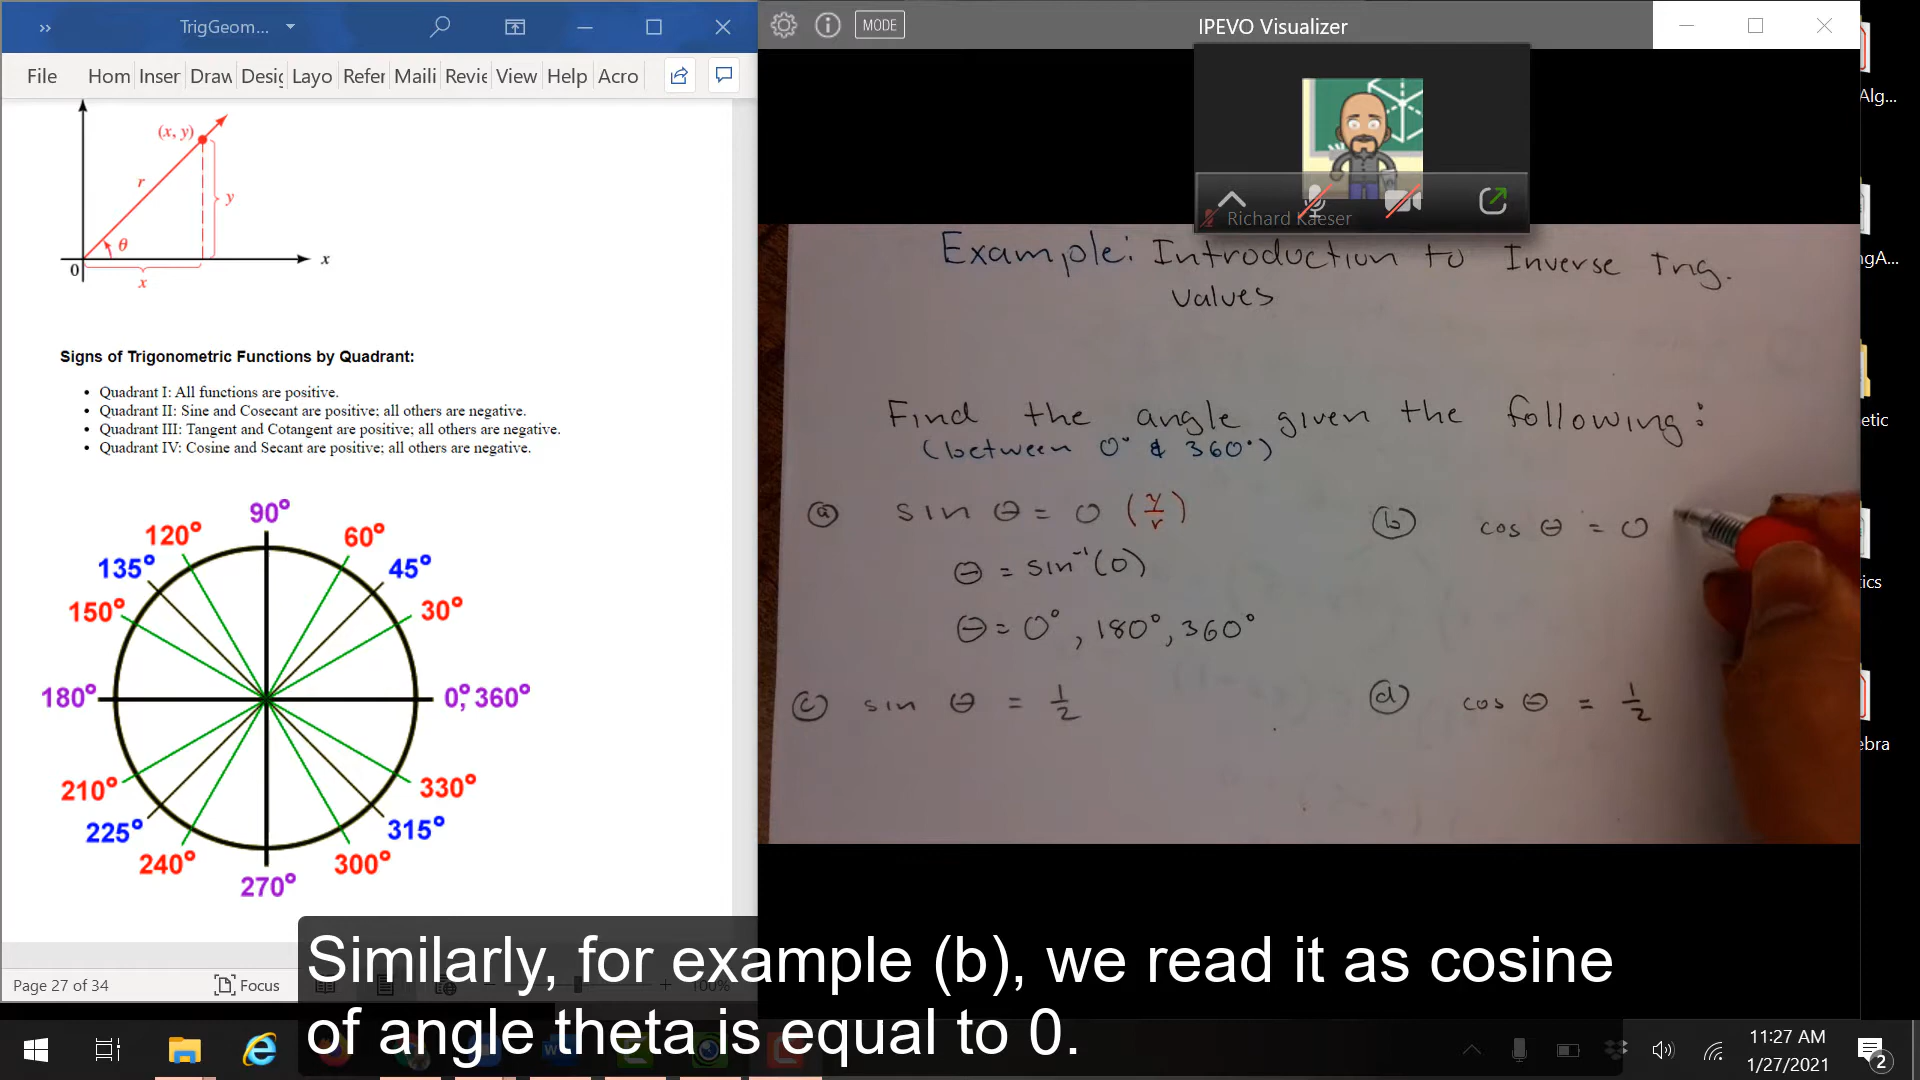 TrigGeom...
File Hom Inser Draw Desig Layo Refer Maili Revie View Help Acro
(x, y)
r
y
θ
0
x
x
Signs of Trigonometric Functions by Quadrant:
• Quadrant I: All functions are positive.
• Quadrant II: Sine and Cosecant are positive; all others are negative.
• Quadrant III: Tangent and Cotangent are positive; all others are negative.
• Quadrant IV: Cosine and Secant are positive; all others are negative.
90°
120° 60°
135° 45°
150° 30°
180° 0°, 360°
210° 330°
225° 315°
240° 300°
270°
Page 27 of 34 Focus 100%
MODE IPEVO Visualizer
Richard Kaeser
Example: Introduction to Inverse Trig.
Values
Find the angle given the following:
(between 0° & 360°)
(a) sin θ = 0 (y/r)
θ = sin⁻¹(0)
θ = 0°, 180°, 360°
(b) cos θ = 0
(c) sin θ = 1/2
(d) cos θ = 1/2
Alg...
ngA...
etic
tics
ebra
Similarly, for example (b), we read it as cosine
of angle theta is equal to 0.
11:27 AM
1/27/2021
2